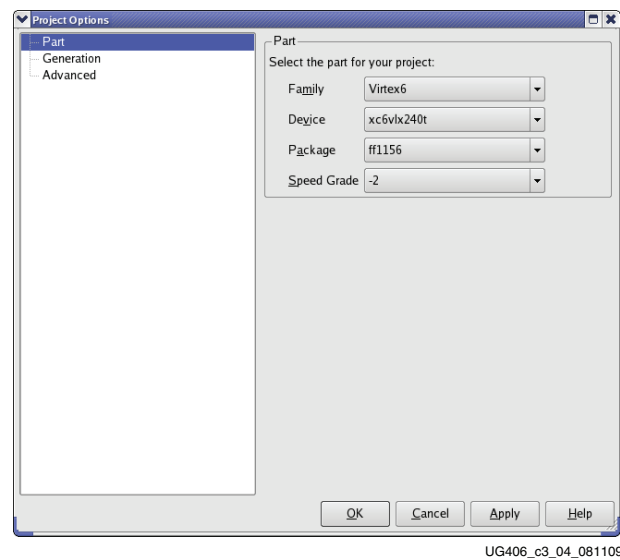 Project Options
Part
Generation
Advanced
Part
Select the part for your project:
Family Virtex6
Device xc6vlx240t
Package ff1156
Speed Grade -2
OK Cancel Apply Help
UG406_c3_04_081109